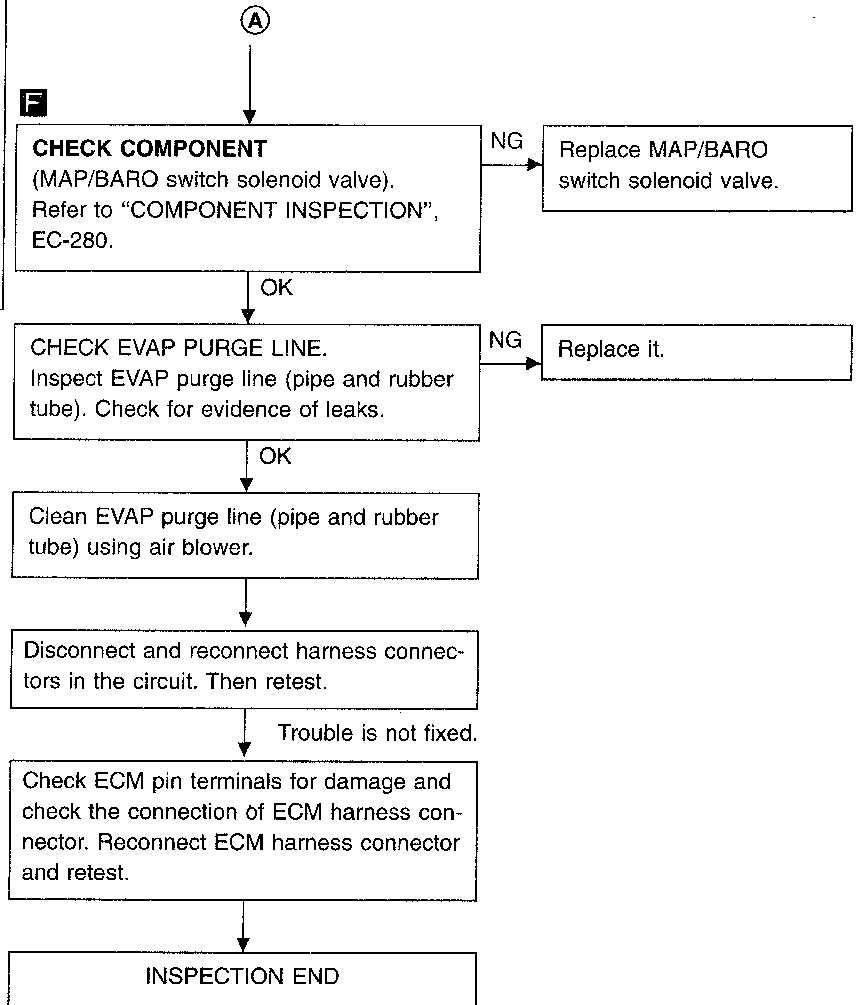 A
F
CHECK COMPONENT
(MAP/BARO switch solenoid valve).
Refer to “COMPONENT INSPECTION”,
EC-280.
NG
Replace MAP/BARO
switch solenoid valve.
OK
CHECK EVAP PURGE LINE.
Inspect EVAP purge line (pipe and rubber
tube). Check for evidence of leaks.
NG
Replace it.
OK
Clean EVAP purge line (pipe and rubber
tube) using air blower.
Disconnect and reconnect harness connec-
tors in the circuit. Then retest.
Trouble is not fixed.
Check ECM pin terminals for damage and
check the connection of ECM harness con-
nector. Reconnect ECM harness connector
and retest.
INSPECTION END